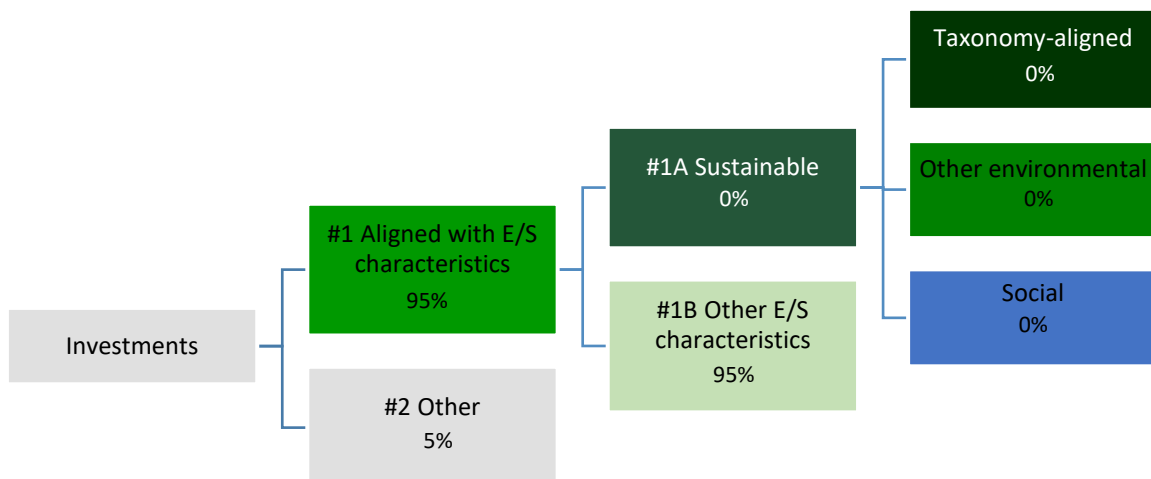 Investments
#1 Aligned with E/S
characteristics
95%
#2 Other
5%
#1A Sustainable
0%
#1B Other E/S
characteristics
95%
Taxonomy-aligned
0%
Other environmental
0%
Social
0%